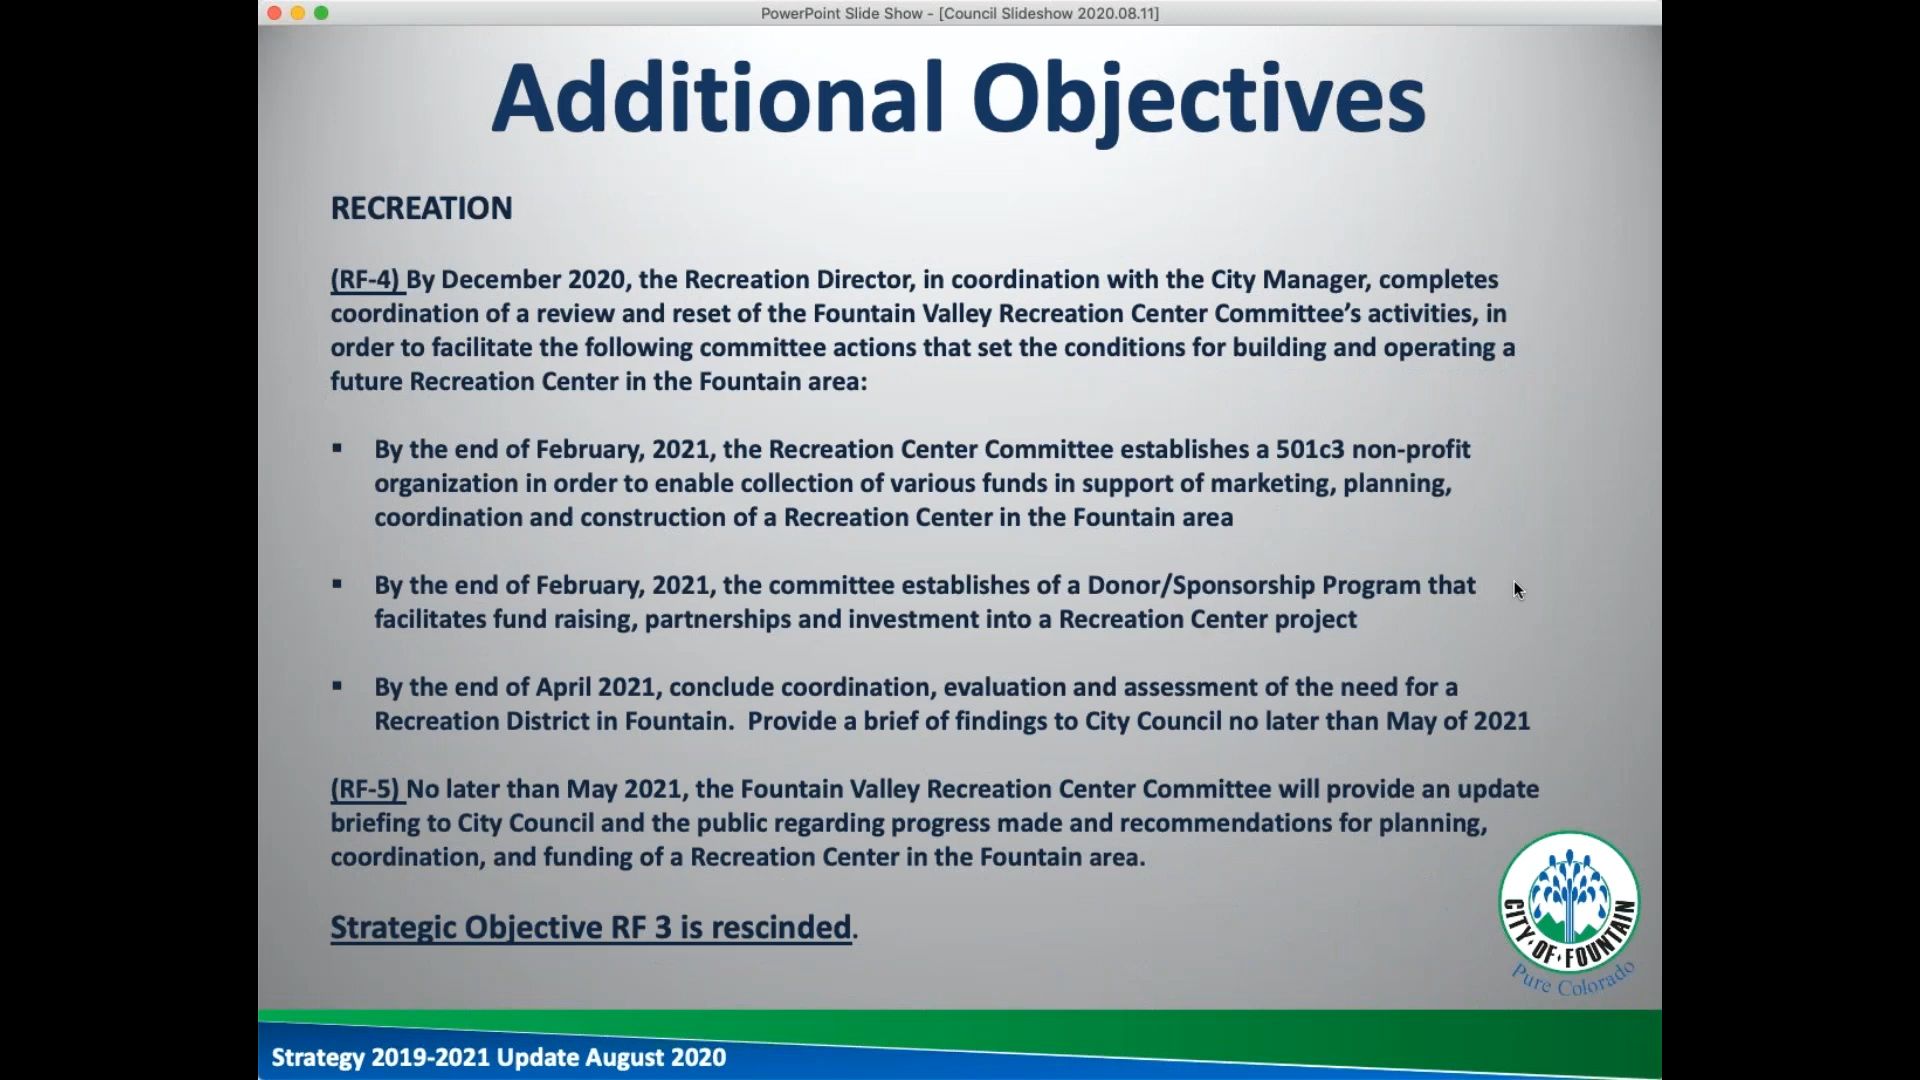 PowerPoint Slide Show - [Council Slideshow 2020.08.11]
Additional Objectives
RECREATION
(RF-4) By December 2020, the Recreation Director, in coordination with the City Manager, completes
coordination of a review and reset of the Fountain Valley Recreation Center Committee’s activities, in
order to facilitate the following committee actions that set the conditions for building and operating a
future Recreation Center in the Fountain area:
▪ By the end of February, 2021, the Recreation Center Committee establishes a 501c3 non-profit
organization in order to enable collection of various funds in support of marketing, planning,
coordination and construction of a Recreation Center in the Fountain area
▪ By the end of February, 2021, the committee establishes of a Donor/Sponsorship Program that
facilitates fund raising, partnerships and investment into a Recreation Center project
▪ By the end of April 2021, conclude coordination, evaluation and assessment of the need for a
Recreation District in Fountain.  Provide a brief of findings to City Council no later than May of 2021
(RF-5) No later than May 2021, the Fountain Valley Recreation Center Committee will provide an update
briefing to City Council and the public regarding progress made and recommendations for planning,
coordination, and funding of a Recreation Center in the Fountain area.
Strategic Objective RF 3 is rescinded.
CITY·OF·FOUNTAIN
Pure Colorado
Strategy 2019-2021 Update August 2020